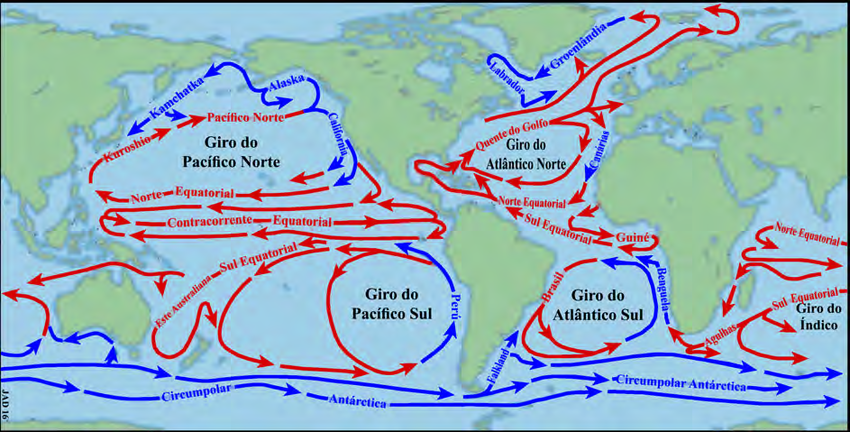 Groenlândia
Labrador
Kamchatka
Alaska
Kuroshio
Pacífico Norte
California
Giro do
Pacífico Norte
Quente do Golfo
Giro do
Atlântico Norte
Canárias
Norte Equatorial
Norte Equatorial
Contracorrente Equatorial
Sul Equatorial
Guiné
Norte Equatorial
Sul Equatorial
Este Australiana
Giro do
Pacífico Sul
Perú
Brasil
Giro do
Atlântico Sul
Benguela
Agulhas
Sul Equatorial
Giro do
Índico
Falkland
Circumpolar Antártica
Circumpolar Antárctica
JAD 16